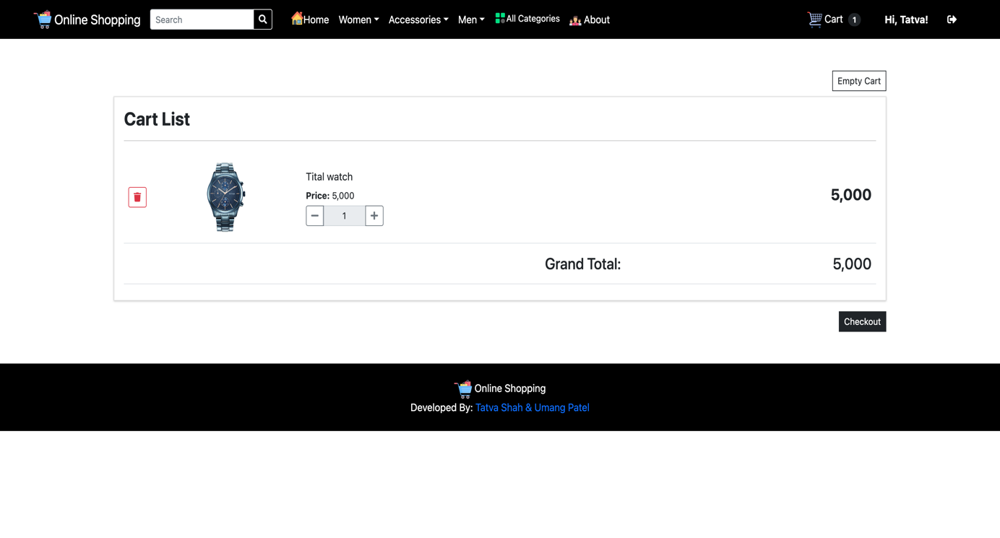 Online Shopping Search Home Women Accessories Men All Categories About Cart 1 Hi, Tatva!
Empty Cart
Cart List
Tital watch
Price: 5,000
1
5,000
Grand Total: 5,000
Checkout
Online Shopping
Developed By: Tatva Shah & Umang Patel